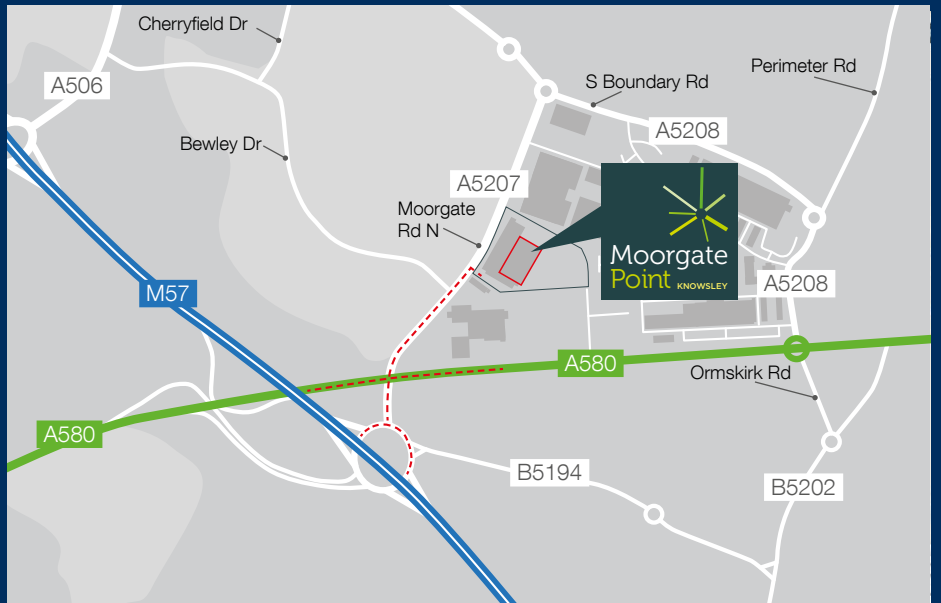 Cherryfield Dr
A506
S Boundary Rd
Perimeter Rd
A5208
Bewley Dr
A5207
Moorgate
Rd N
Moorgate
Point KNOWSLEY
A5208
M57
A580
Ormskirk Rd
A580
B5194
B5202